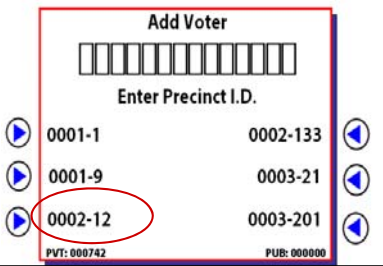 Add Voter
Enter Precinct I.D.
0001-1 0002-133
0001-9 0003-21
0002-12 0003-201
PVT: 000742 PUB: 000000